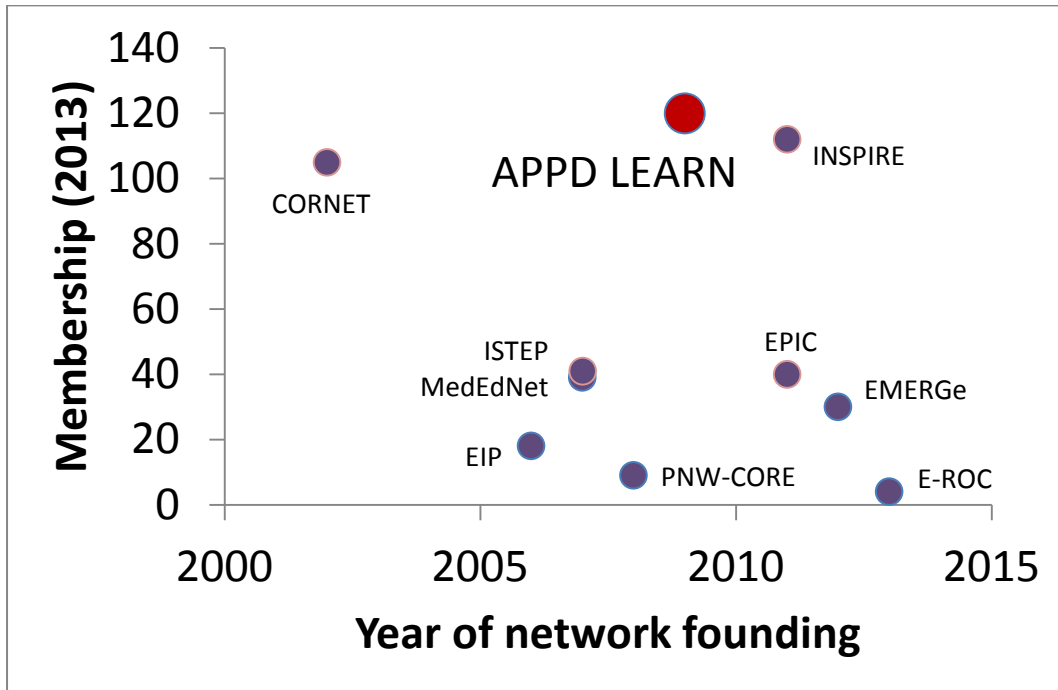 Membership (2013)
140
120
100
80
60
40
20
0
CORNET
APPD LEARN
INSPIRE
ISTEP
MedEdNet
EPIC
EMERGe
EIP
PNW-CORE
E-ROC
2000
2005
2010
2015
Year of network founding